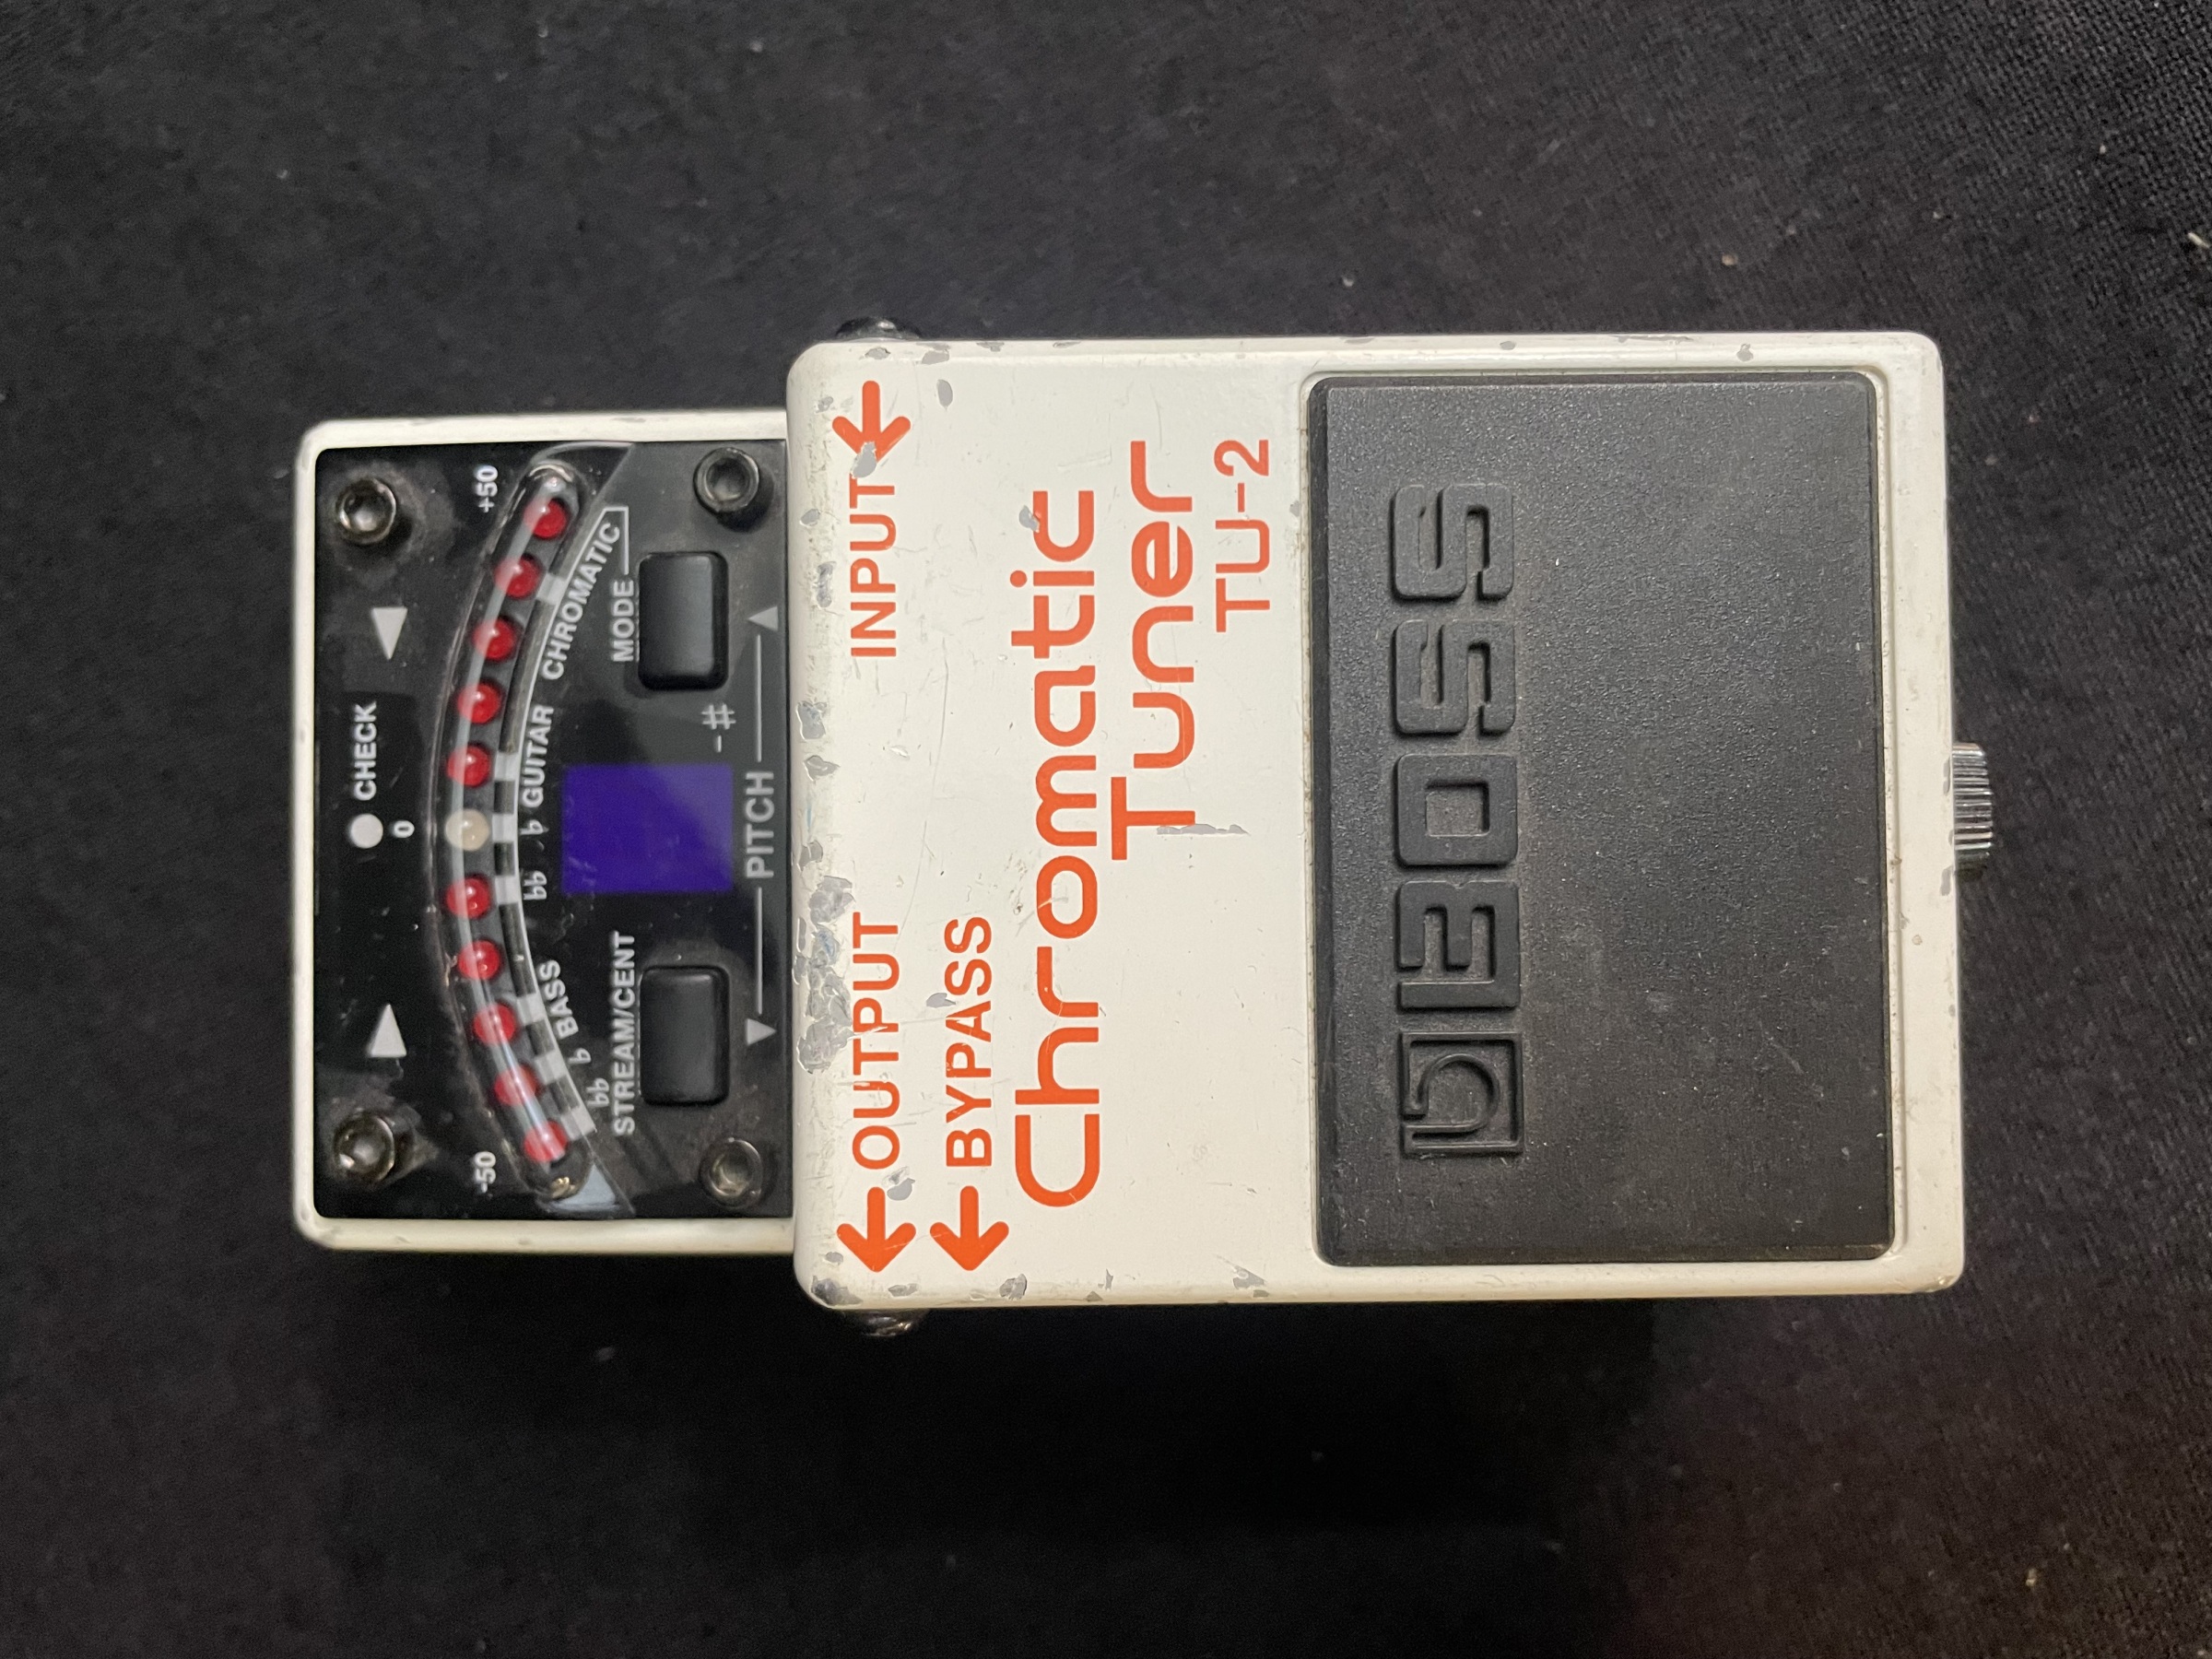 CHECK
-50 0 +50
♭♭ ♭ BASS ♭♭ ♭ GUITAR CHROMATIC
STREAM/CENT MODE
-#
▼ PITCH ▲
←OUTPUT INPUT←
←BYPASS
Chromatic
Tuner
TU-2
BOSS